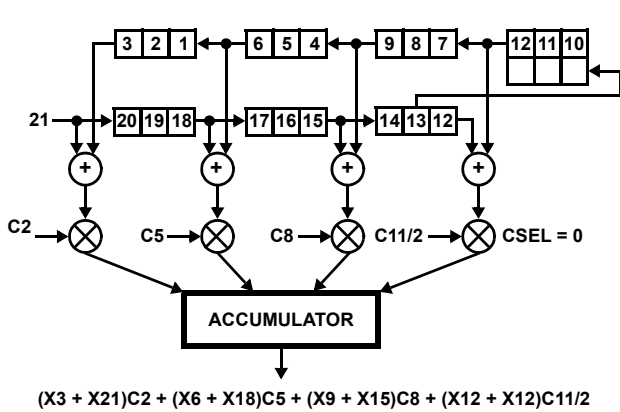 3 2 1 6 5 4 9 8 7 12 11 10
21 20 19 18 17 16 15 14 13 12
+ + + +
C2 C5 C8 C11/2 CSEL = 0
ACCUMULATOR
(X3 + X21)C2 + (X6 + X18)C5 + (X9 + X15)C8 + (X12 + X12)C11/2